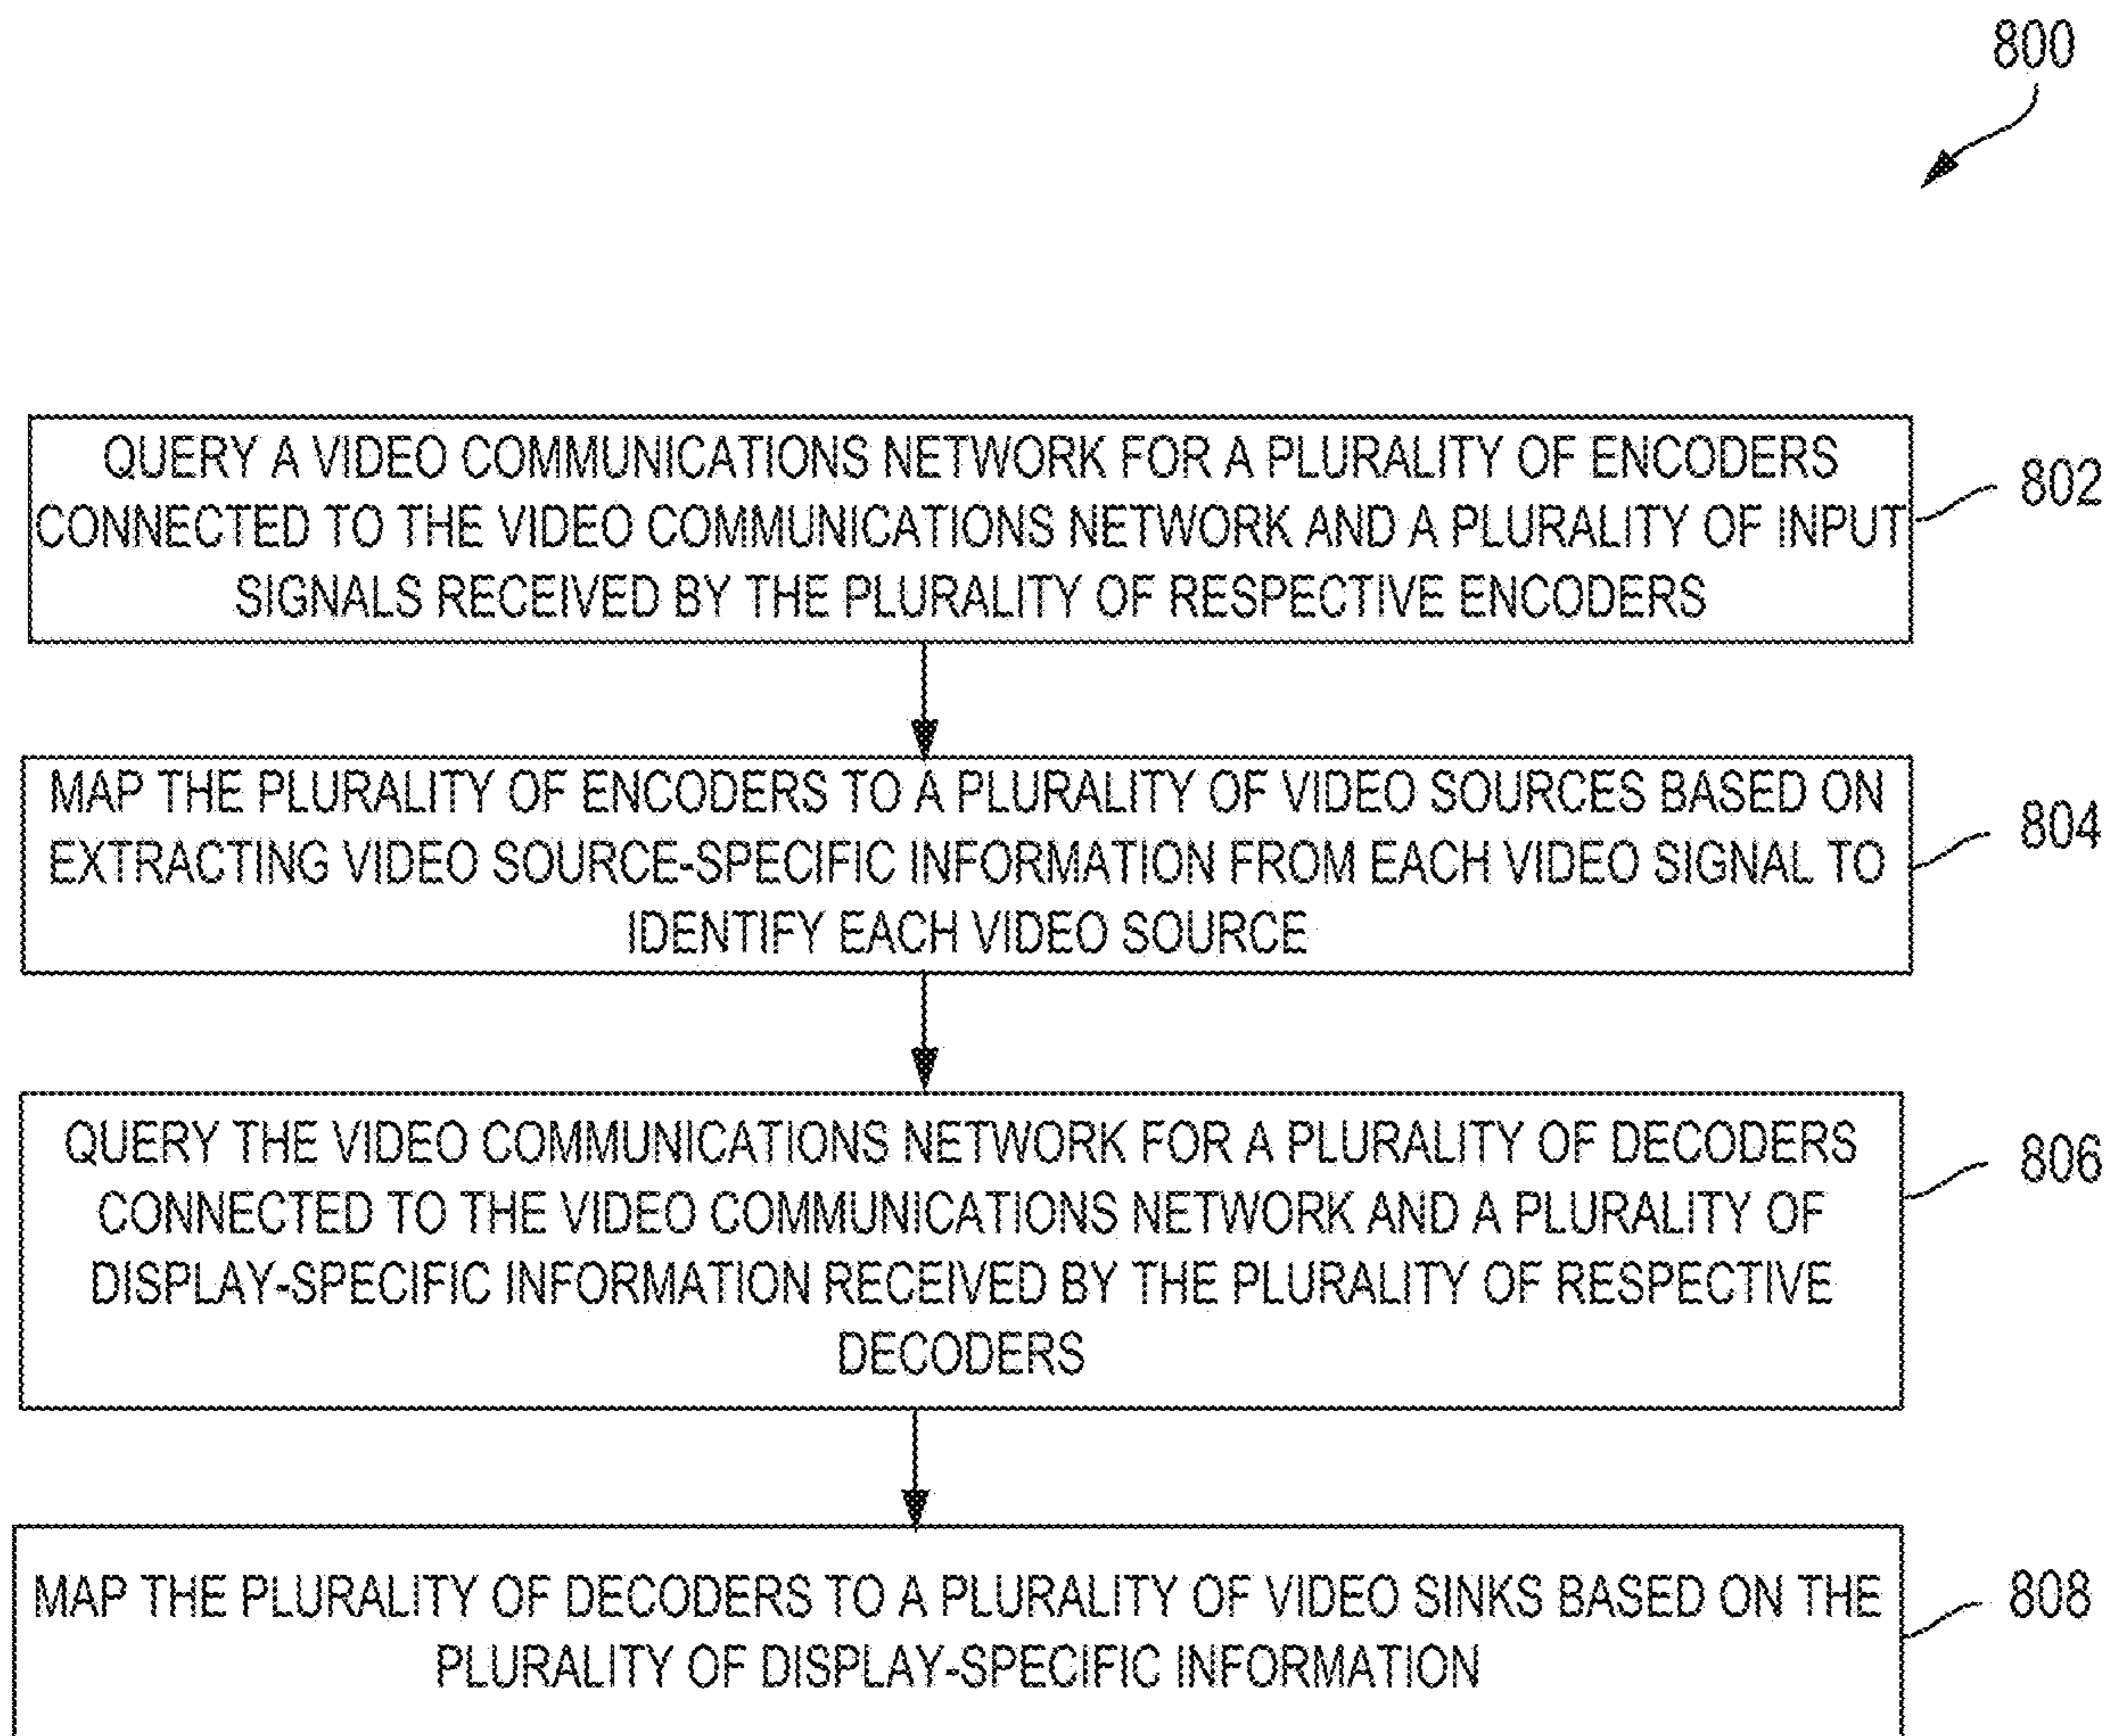 800
QUERY A VIDEO COMMUNICATIONS NETWORK FOR A PLURALITY OF ENCODERS
CONNECTED TO THE VIDEO COMMUNICATIONS NETWORK AND A PLURALITY OF INPUT
SIGNALS RECEIVED BY THE PLURALITY OF RESPECTIVE ENCODERS
802
MAP THE PLURALITY OF ENCODERS TO A PLURALITY OF VIDEO SOURCES BASED ON
EXTRACTING VIDEO SOURCE-SPECIFIC INFORMATION FROM EACH VIDEO SIGNAL TO
IDENTIFY EACH VIDEO SOURCE
804
QUERY THE VIDEO COMMUNICATIONS NETWORK FOR A PLURALITY OF DECODERS
CONNECTED TO THE VIDEO COMMUNICATIONS NETWORK AND A PLURALITY OF
DISPLAY-SPECIFIC INFORMATION RECEIVED BY THE PLURALITY OF RESPECTIVE
DECODERS
806
MAP THE PLURALITY OF DECODERS TO A PLURALITY OF VIDEO SINKS BASED ON THE
PLURALITY OF DISPLAY-SPECIFIC INFORMATION
808